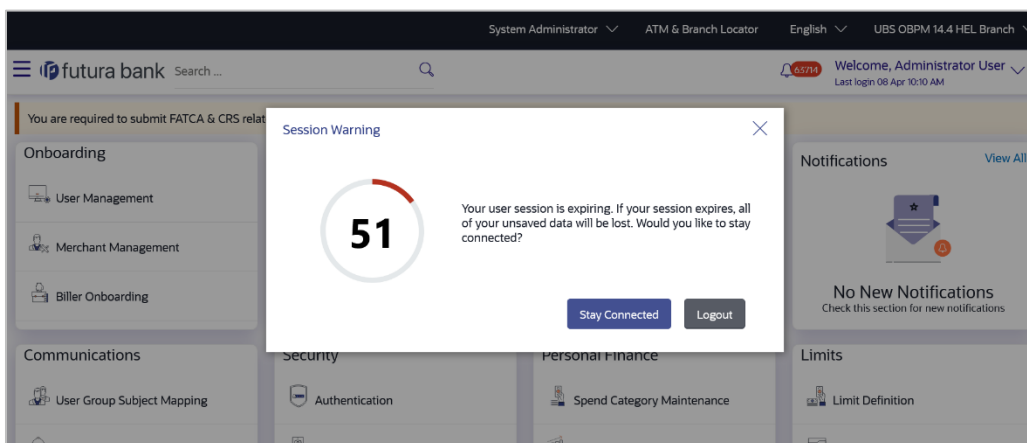 System Administrator ATM & Branch Locator English UBS OBPM 14.4 HEL Branch
futura bank Search ... 63714 Welcome, Administrator User
Last login 08 Apr 10:10 AM
You are required to submit FATCA & CRS relat
Session Warning
51
Your user session is expiring. If your session expires, all
of your unsaved data will be lost. Would you like to stay
connected?
Stay Connected Logout
Onboarding
User Management
Merchant Management
Biller Onboarding
Notifications View All
No New Notifications
Check this section for new notifications
Communications
User Group Subject Mapping
Security
Authentication
Personal Finance
Spend Category Maintenance
Limits
Limit Definition